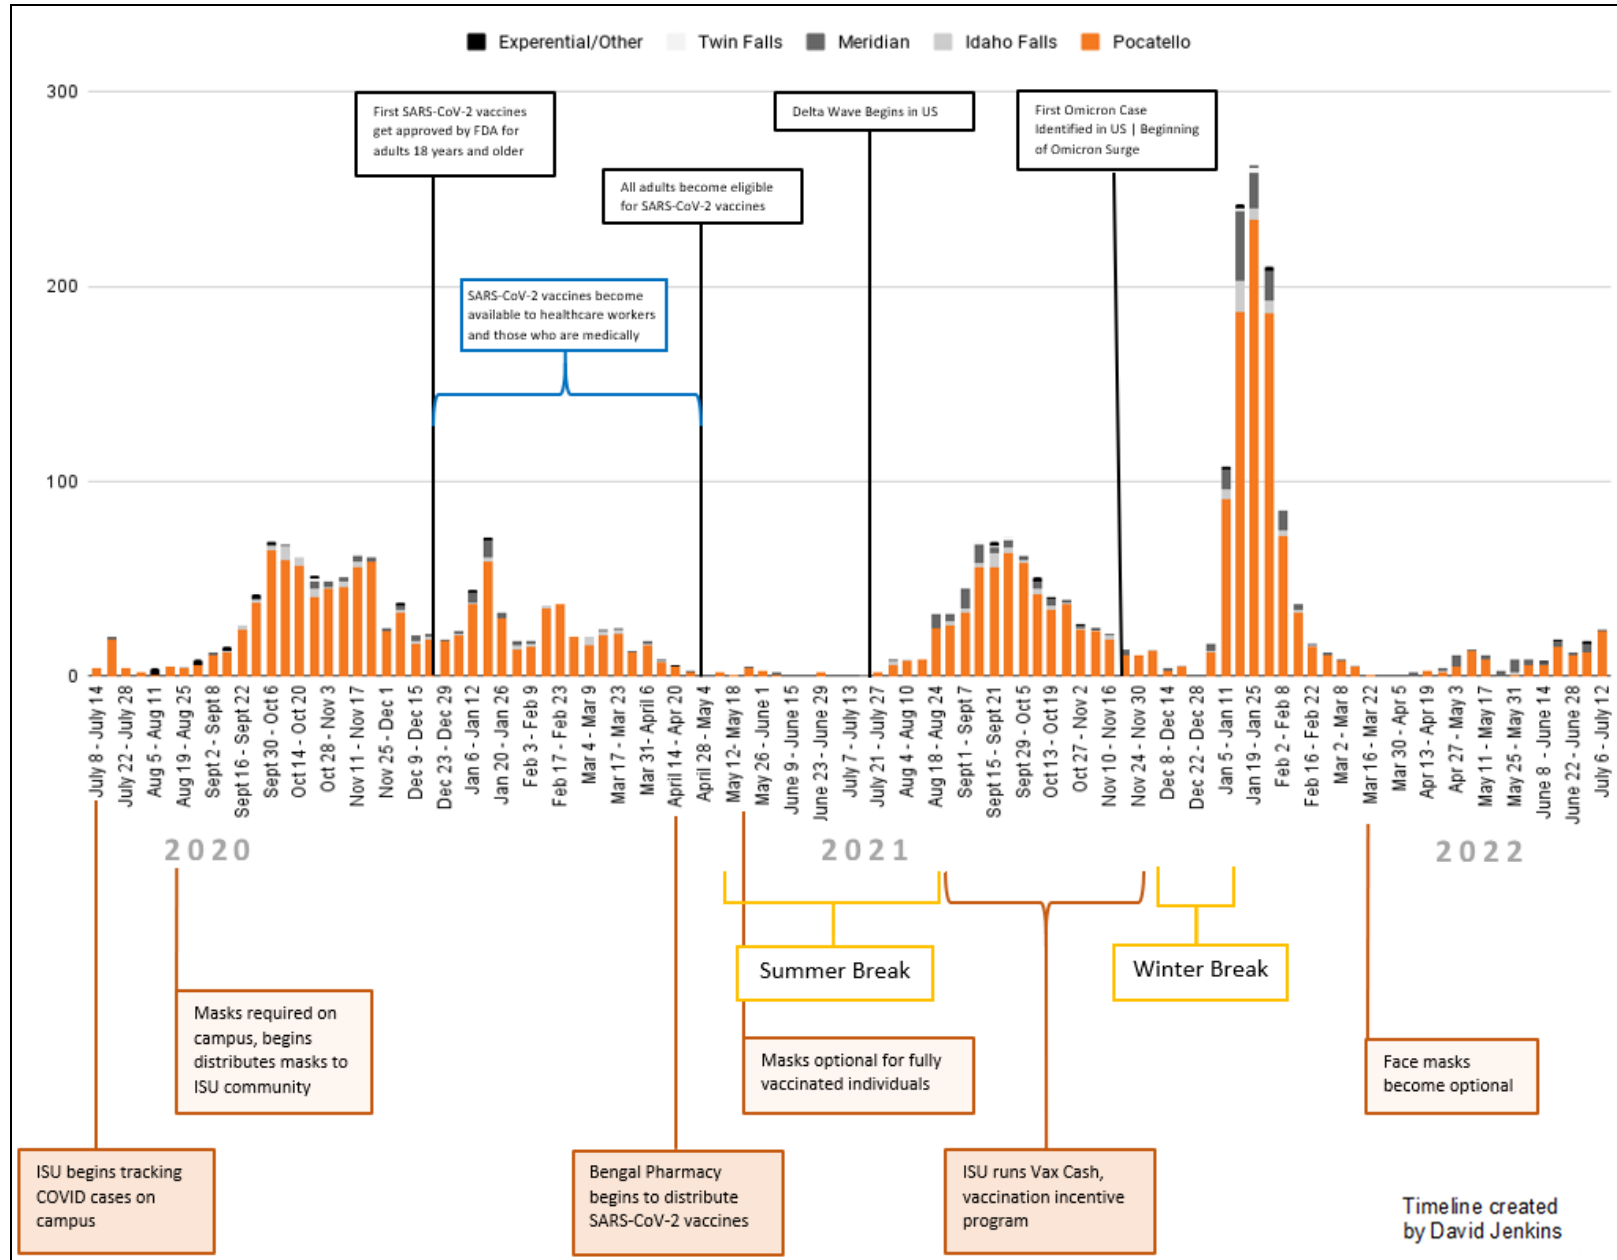 Experential/Other Twin Falls Meridian Idaho Falls Pocatello
300
200
100
0
First SARS-CoV-2 vaccines
get approved by FDA for
adults 18 years and older
All adults become eligible
for SARS-CoV-2 vaccines
SARS-CoV-2 vaccines become
available to healthcare workers
and those who are medically
Delta Wave Begins in US
First Omicron Case
Identified in US | Beginning
of Omicron Surge
July 8 - July 14
July 22 - July 28
Aug 5 - Aug 11
Aug 19 - Aug 25
Sept 2 - Sept 8
Sept 16 - Sept 22
Sept 30 - Oct 6
Oct 14 - Oct 20
Oct 28 - Nov 3
Nov 11 - Nov 17
Nov 25 - Dec 1
Dec 9 - Dec 15
Dec 23 - Dec 29
Jan 6 - Jan 12
Jan 20 - Jan 26
Feb 3 - Feb 9
Feb 17 - Feb 23
Mar 4 - Mar 9
Mar 17 - Mar 23
Mar 31- April 6
April 14 - Apr 20
April 28 - May 4
May 12- May 18
May 26 - June 1
June 9 - June 15
June 23 - June 29
July 7 - July 13
July 21 - July 27
Aug 4 - Aug 10
Aug 18 - Aug 24
Sept 1 - Sept 7
Sept 15 - Sept 21
Sept 29 - Oct 5
Oct 13 - Oct 19
Oct 27 - Nov 2
Nov 10 - Nov 16
Nov 24 - Nov 30
Dec 8 - Dec 14
Dec 22 - Dec 28
Jan 5 - Jan 11
Jan 19 - Jan 25
Feb 2 - Feb 8
Feb 16 - Feb 22
Mar 2 - Mar 8
Mar 16 - Mar 22
Mar 30 - Apr 5
Apr 13 - Apr 19
Apr 27 - May 3
May 11 - May 17
May 25 - May 31
June 8 - June 14
June 22 - June 28
July 6 - July 12
2020
2021
2022
Summer Break
Winter Break
Masks required on
campus, begins
distributes masks to
ISU community
Masks optional for fully
vaccinated individuals
Face masks
become optional
ISU begins tracking
COVID cases on
campus
Bengal Pharmacy
begins to distribute
SARS-CoV-2 vaccines
ISU runs Vax Cash,
vaccination incentive
program
Timeline created
by David Jenkins